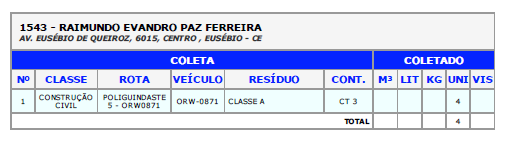 1543 - RAIMUNDO EVANDRO PAZ FERREIRA
AV. EUSÉBIO DE QUEIROZ, 6015, CENTRO , EUSÉBIO - CE
COLETA COLETADO
Nº CLASSE ROTA VEÍCULO RESÍDUO CONT. M³ LIT KG UNI VIS
1 CONSTRUÇÃO CIVIL POLIGUINDASTE 5 - ORW0871 ORW-0871 CLASSE A CT 3 4
TOTAL 4